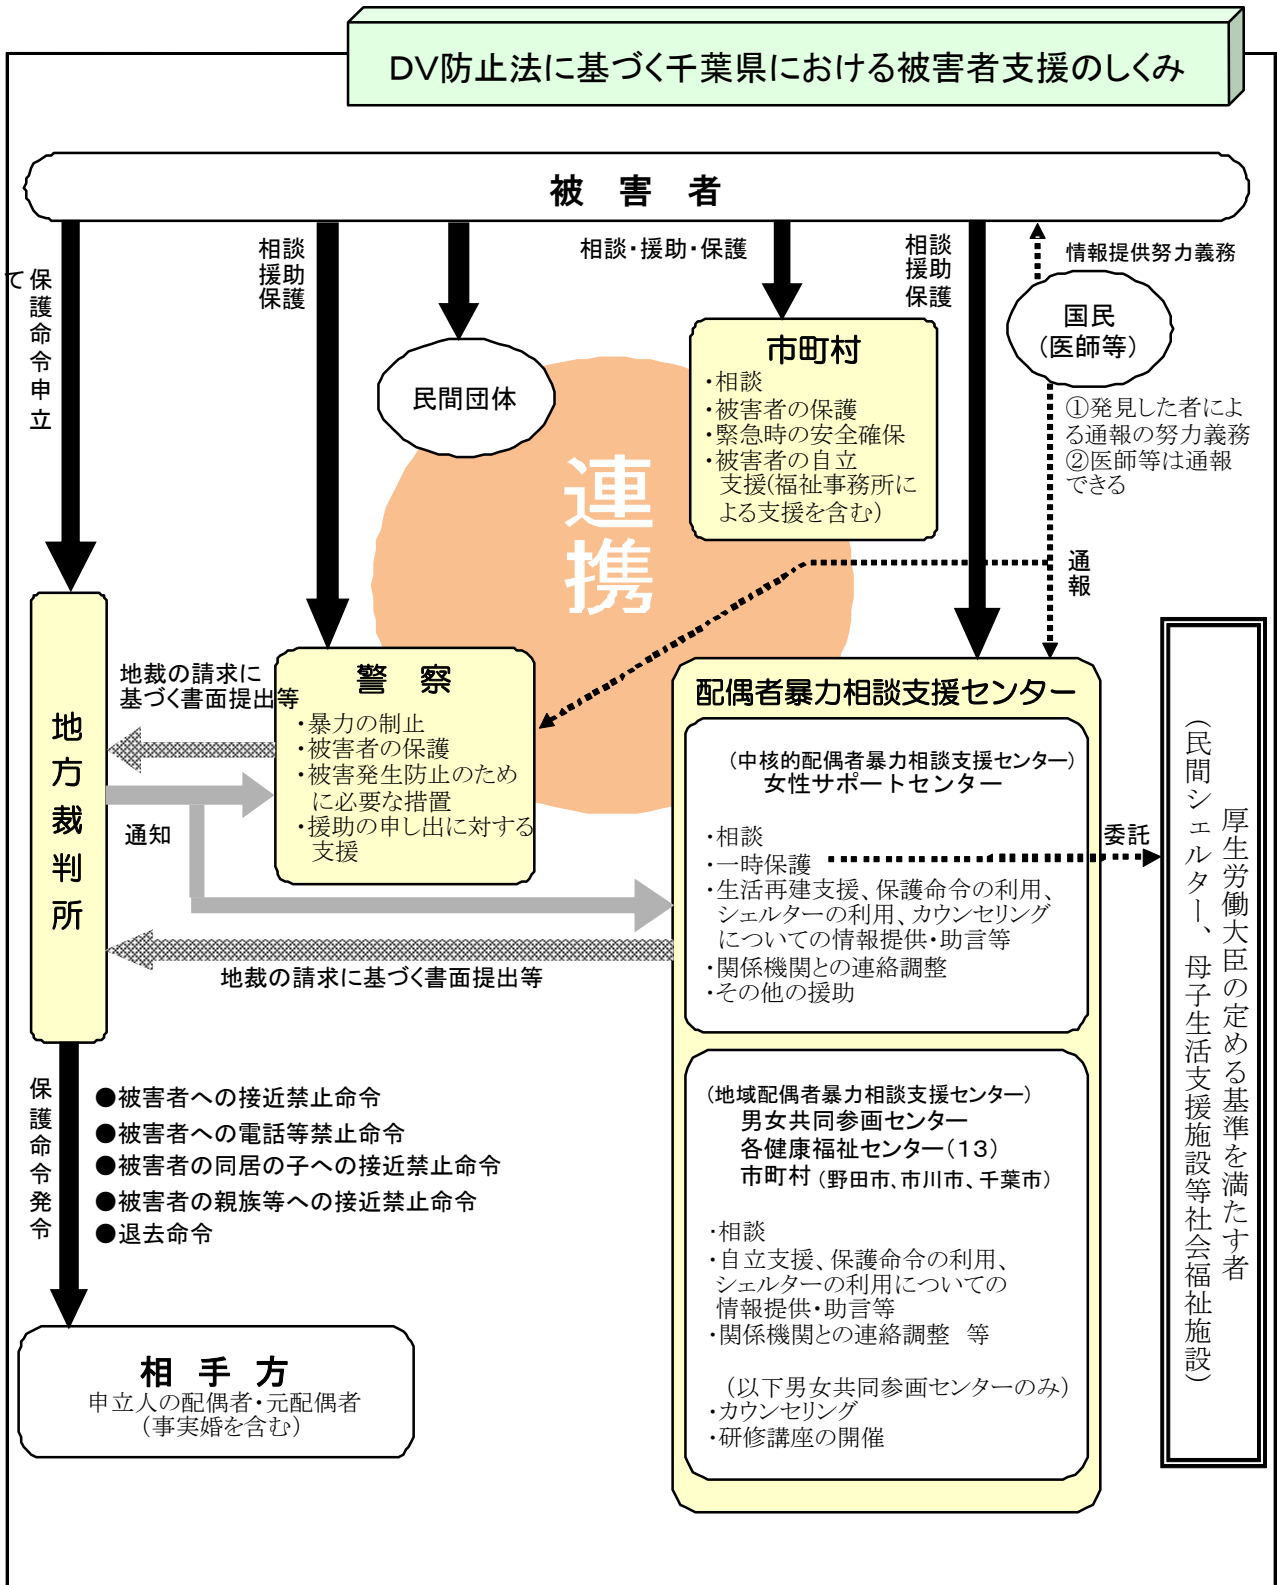 DV防止法に基づく千葉県における被害者支援のしくみ
被　害　者
保護命令申立
て
相談
援助
保護
相談・援助・保護
相談
援助
保護
情報提供努力義務
国民
(医師等)
民間団体
市町村
・相談
・被害者の保護
・緊急時の安全確保
・被害者の自立
支援(福祉事務所に
よる支援を含む)
①発見した者によ
る通報の努力義務
②医師等は通報
できる
連
携
通
報
地方裁判所
地裁の請求に
基づく書面提出等
通知
警　察
・暴力の制止
・被害者の保護
・被害発生防止のため
に必要な措置
・援助の申し出に対する
支援
地裁の請求に基づく書面提出等
配偶者暴力相談支援センター
(中核的配偶者暴力相談支援センター)
女性サポートセンター
・相談
・一時保護
・生活再建支援、保護命令の利用、
シェルターの利用、カウンセリング
についての情報提供・助言等
・関係機関との連絡調整
・その他の援助
委託
厚生労働大臣の定める基準を満たす者
(民間シェルター、母子生活支援施設等社会福祉施設)
(地域配偶者暴力相談支援センター)
男女共同参画センター
各健康福祉センター(13)
市町村(野田市、市川市、千葉市)
・相談
・自立支援、保護命令の利用、
シェルターの利用についての
情報提供・助言等
・関係機関との連絡調整　等
(以下男女共同参画センターのみ)
・カウンセリング
・研修講座の開催
保護命令発令
●被害者への接近禁止命令
●被害者への電話等禁止命令
●被害者の同居の子への接近禁止命令
●被害者の親族等への接近禁止命令
●退去命令
相　手　方
申立人の配偶者・元配偶者
(事実婚を含む)